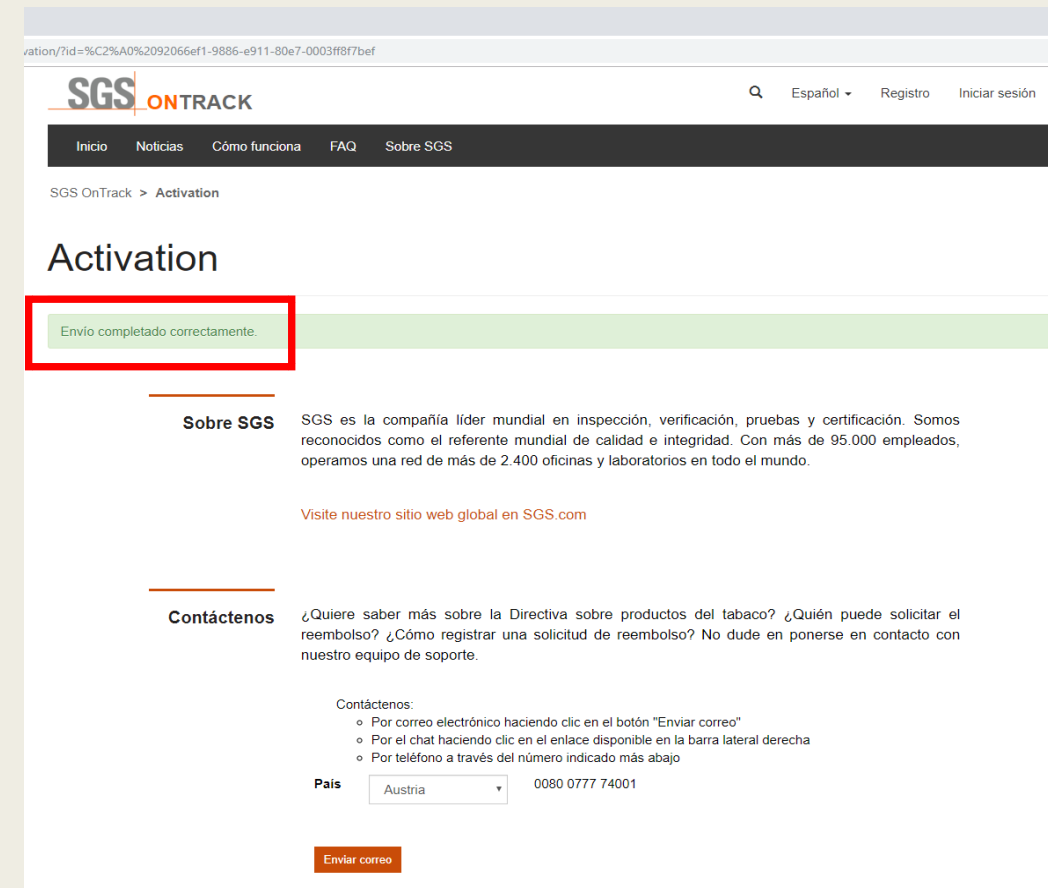 vation/?id=%C2%A0%2092066ef1-9886-e911-80e7-0003ff8f7bef
SGS ONTRACK
Español Registro Iniciar sesión
Inicio Noticias Cómo funciona FAQ Sobre SGS
SGS OnTrack > Activation
Activation
Envío completado correctamente.
Sobre SGS
SGS es la compañía líder mundial en inspección, verificación, pruebas y certificación. Somos
reconocidos como el referente mundial de calidad e integridad. Con más de 95.000 empleados,
operamos una red de más de 2.400 oficinas y laboratorios en todo el mundo.
Visite nuestro sitio web global en SGS.com
Contáctenos
¿Quiere saber más sobre la Directiva sobre productos del tabaco? ¿Quién puede solicitar el
reembolso? ¿Cómo registrar una solicitud de reembolso? No dude en ponerse en contacto con
nuestro equipo de soporte.
Contáctenos:
Por correo electrónico haciendo clic en el botón "Enviar correo"
Por el chat haciendo clic en el enlace disponible en la barra lateral derecha
Por teléfono a través del número indicado más abajo
País Austria 0080 0777 74001
Enviar correo